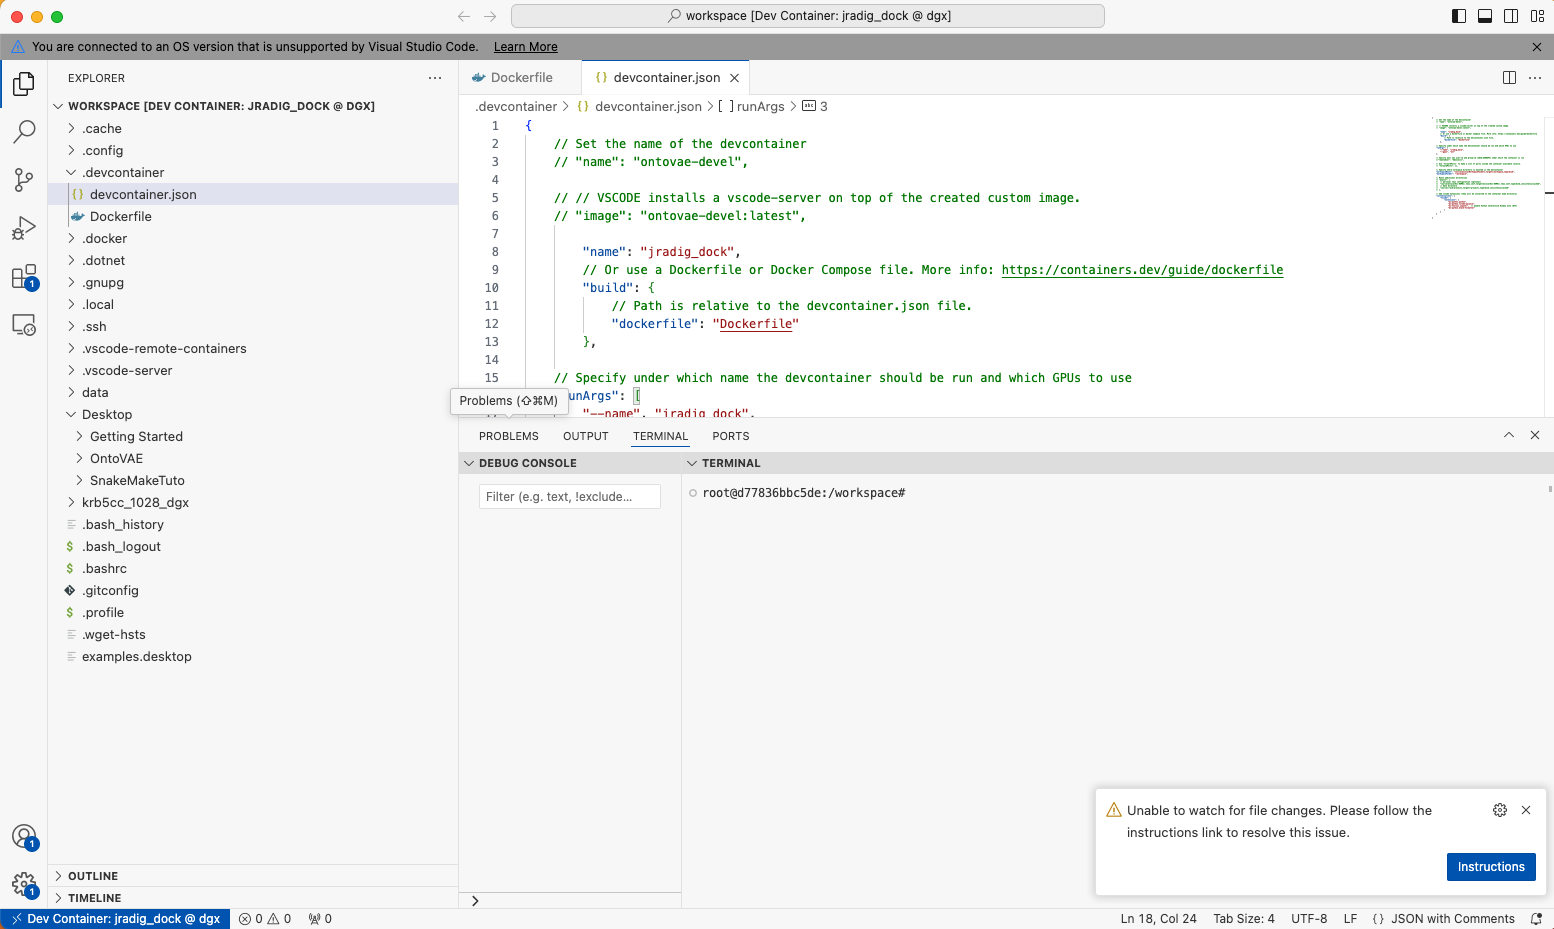 workspace [Dev Container: jradig_dock @ dgx]
You are connected to an OS version that is unsupported by Visual Studio Code. Learn More
EXPLORER
WORKSPACE [DEV CONTAINER: JRADIG_DOCK @ DGX]
.cache
.config
.devcontainer
{} devcontainer.json
Dockerfile
.docker
.dotnet
.gnupg
.local
.ssh
.vscode-remote-containers
.vscode-server
data
Desktop
Getting Started
OntoVAE
SnakeMakeTuto
krb5cc_1028_dgx
.bash_history
$ .bash_logout
$ .bashrc
.gitconfig
$ .profile
.wget-hsts
examples.desktop
OUTLINE
TIMELINE
1
1
1
Dockerfile
{} devcontainer.json
.devcontainer > {} devcontainer.json > [ ] runArgs > abc 3
1 {
2 // Set the name of the devcontainer
3 // "name": "ontovae-devel",
4
5 // // VSCODE installs a vscode-server on top of the created custom image.
6 // "image": "ontovae-devel:latest",
7
8 "name": "jradig_dock",
9 // Or use a Dockerfile or Docker Compose file. More info: https://containers.dev/guide/dockerfile
10 "build": {
11 // Path is relative to the devcontainer.json file.
12 "dockerfile": "Dockerfile"
13 },
14
15 // Specify under which name the devcontainer should be run and which GPUs to use
unArgs": [
"--name", "jradig_dock",
Problems (⇧⌘M)
PROBLEMS OUTPUT TERMINAL PORTS
DEBUG CONSOLE
Filter (e.g. text, !exclude...
TERMINAL
root@d77836bbc5de:/workspace#
Unable to watch for file changes. Please follow the
instructions link to resolve this issue.
Instructions
Dev Container: jradig_dock @ dgx 0 0 0
Ln 18, Col 24 Tab Size: 4 UTF-8 LF {} JSON with Comments